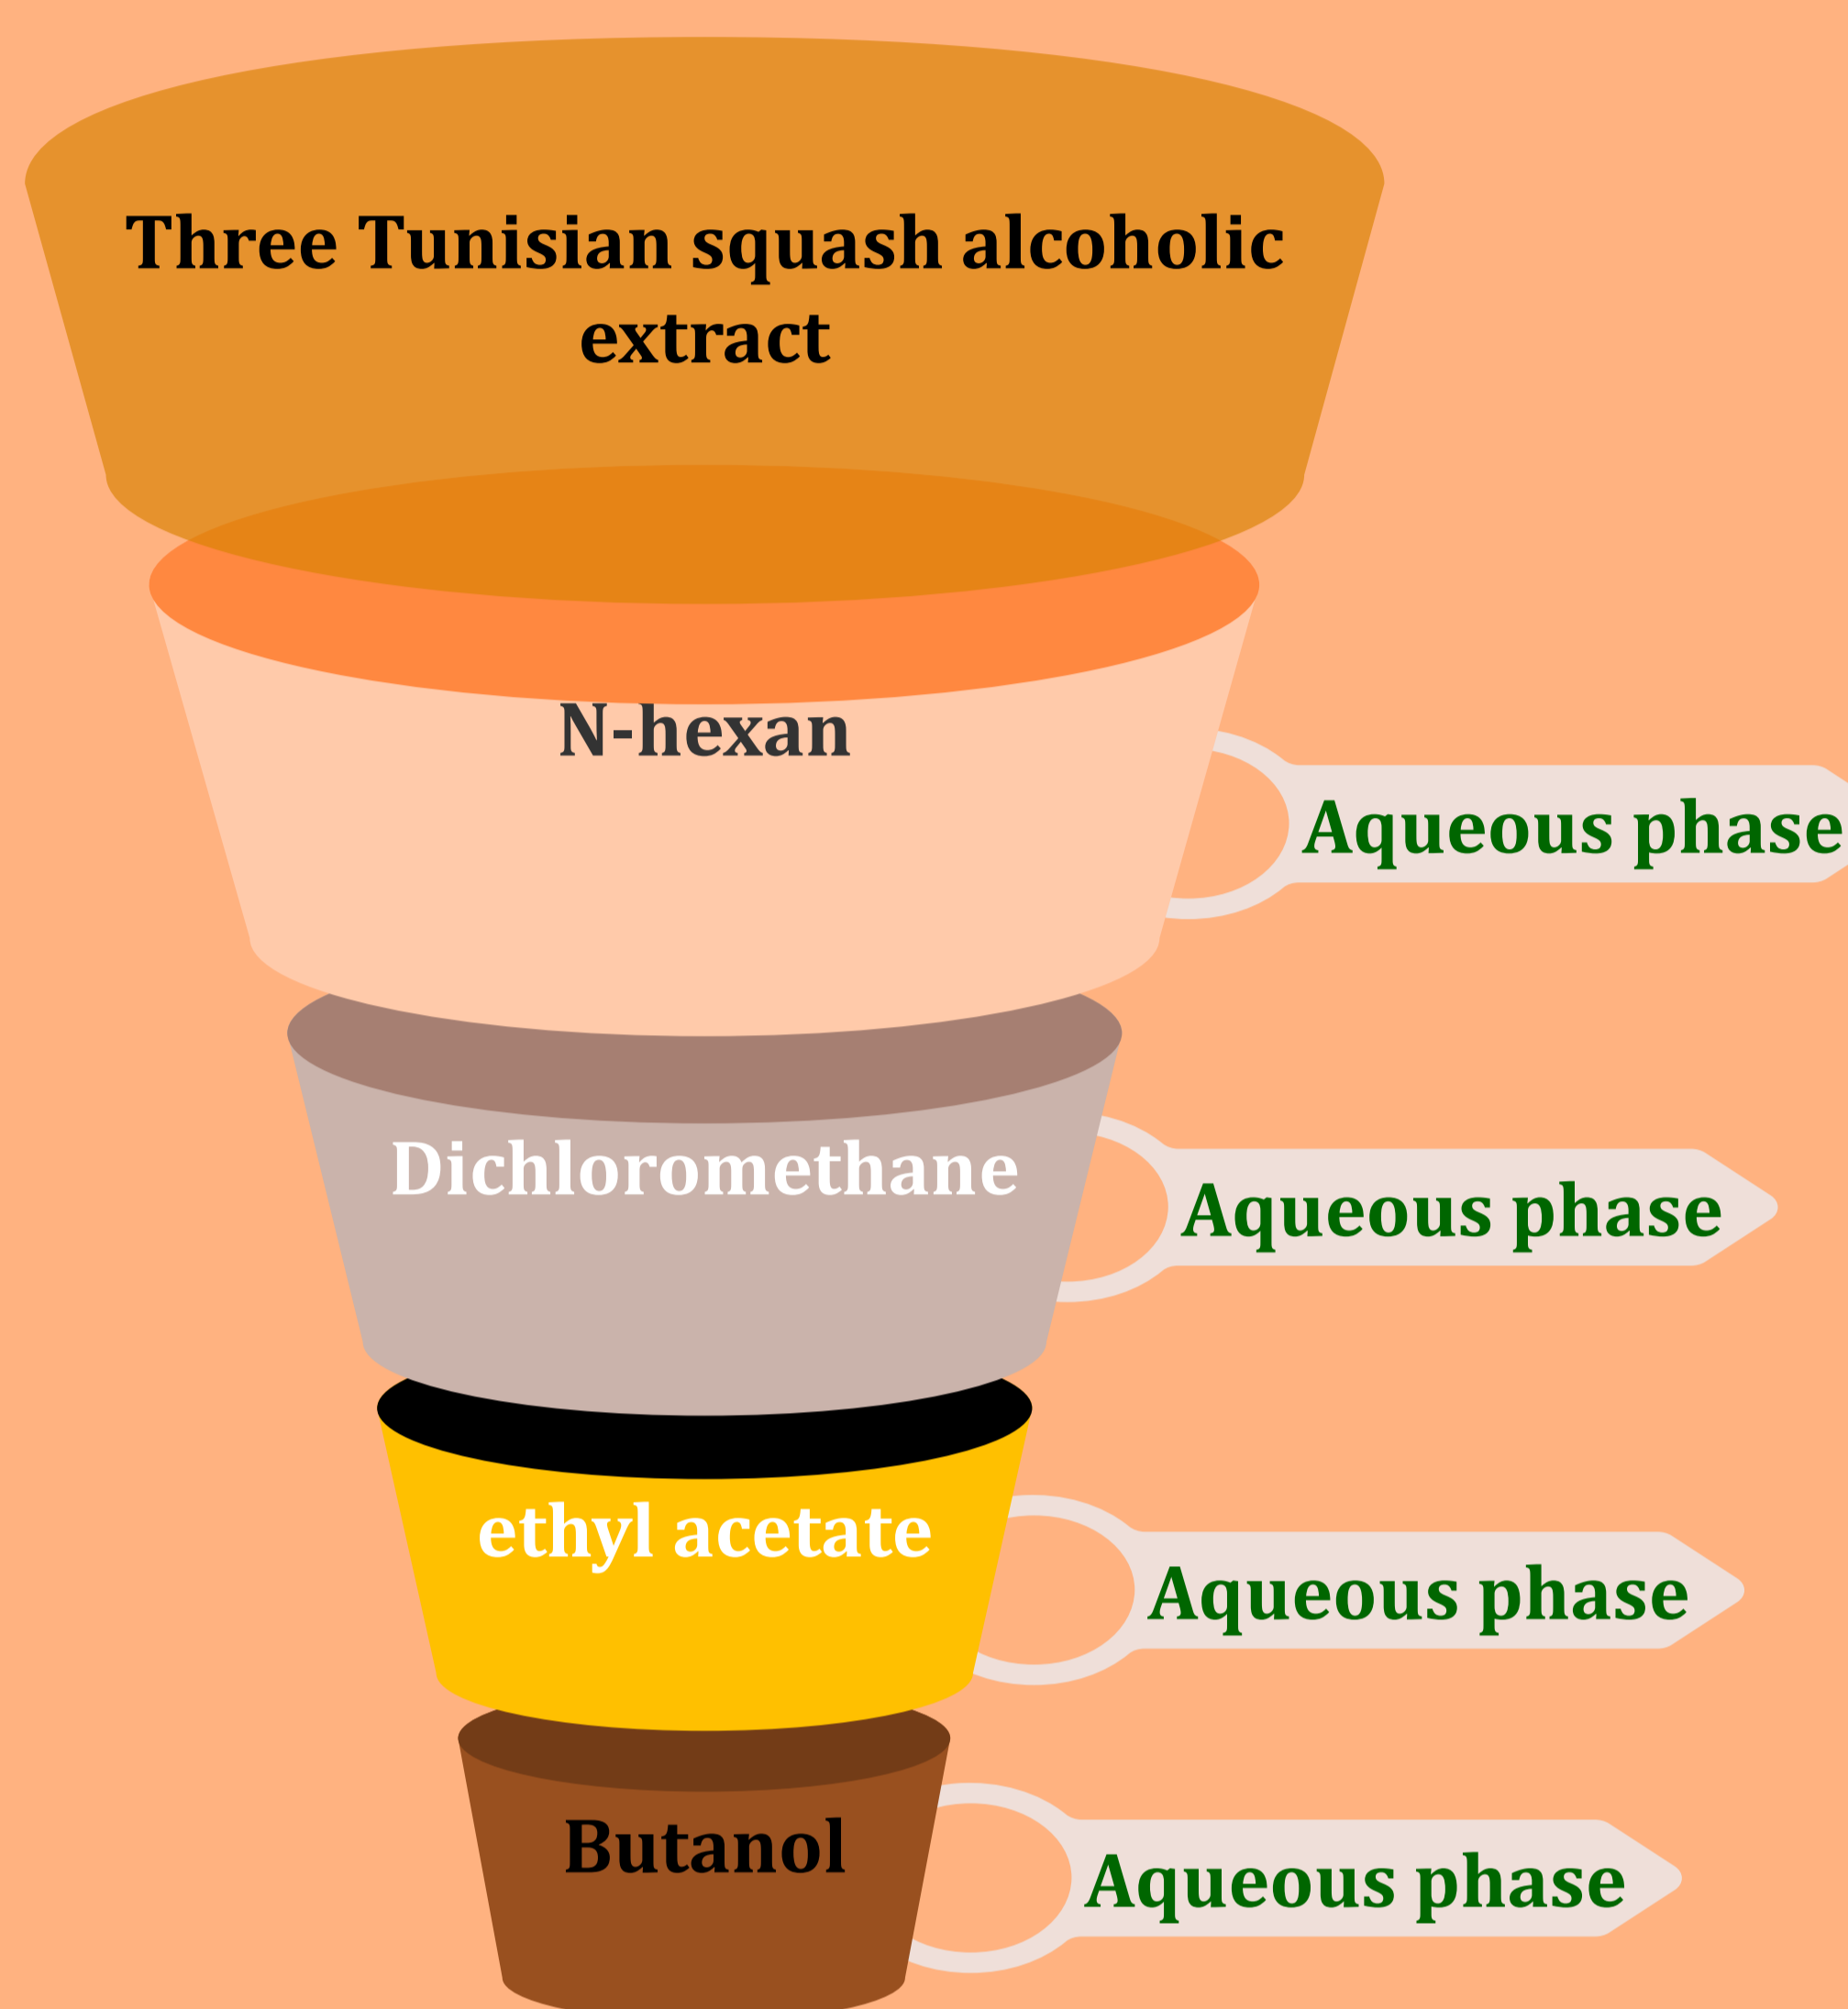 Three Tunisian squash alcoholic
extract
N-hexan
Aqueous phase
Dichloromethane
Aqueous phase
ethyl acetate
Aqueous phase
Butanol
Aqueous phase